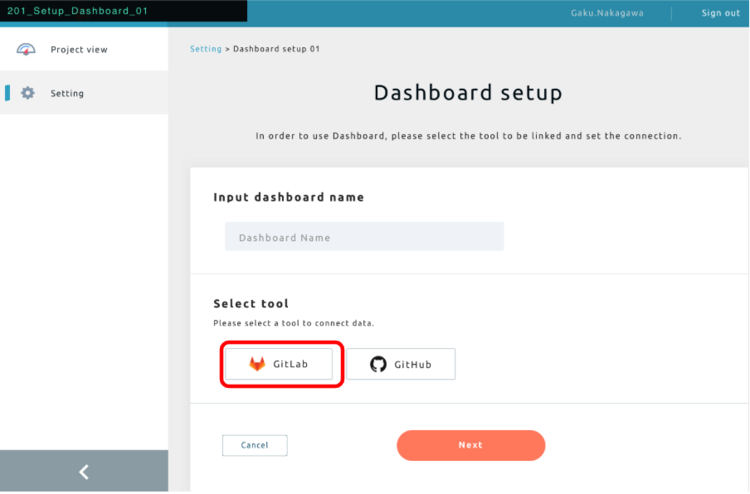 201_Setup_Dashboard_01
Gaku.Nakagawa
Sign out
Project view
Setting
Setting > Dashboard setup 01
Dashboard setup
In order to use Dashboard, please select the tool to be linked and set the connection.
Input dashboard name
Dashboard Name
Select tool
Please select a tool to connect data.
GitLab
GitHub
Cancel
Next